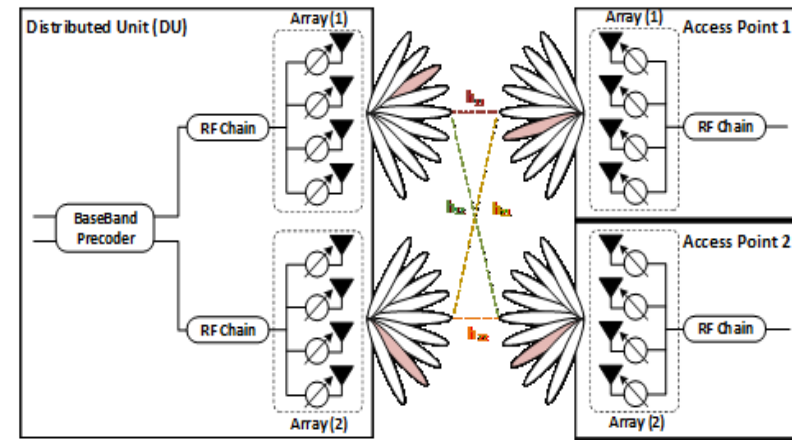 Distributed Unit (DU)
Array (1)
RF Chain
BaseBand
Precoder
RF Chain
Array (2)
Array (1)
Access Point 1
RF Chain
Access Point 2
RF Chain
Array (2)